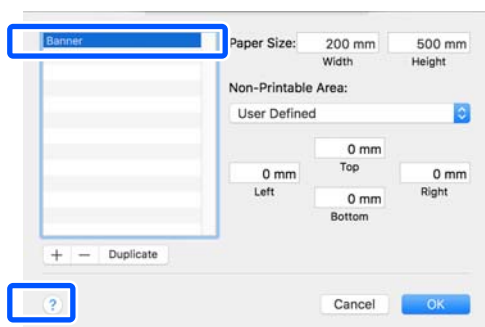 Banner
Paper Size: 200 mm 500 mm
Width Height
Non-Printable Area:
User Defined
0 mm
Top
0 mm 0 mm
Left Right
0 mm
Bottom
+ − Duplicate
? Cancel OK